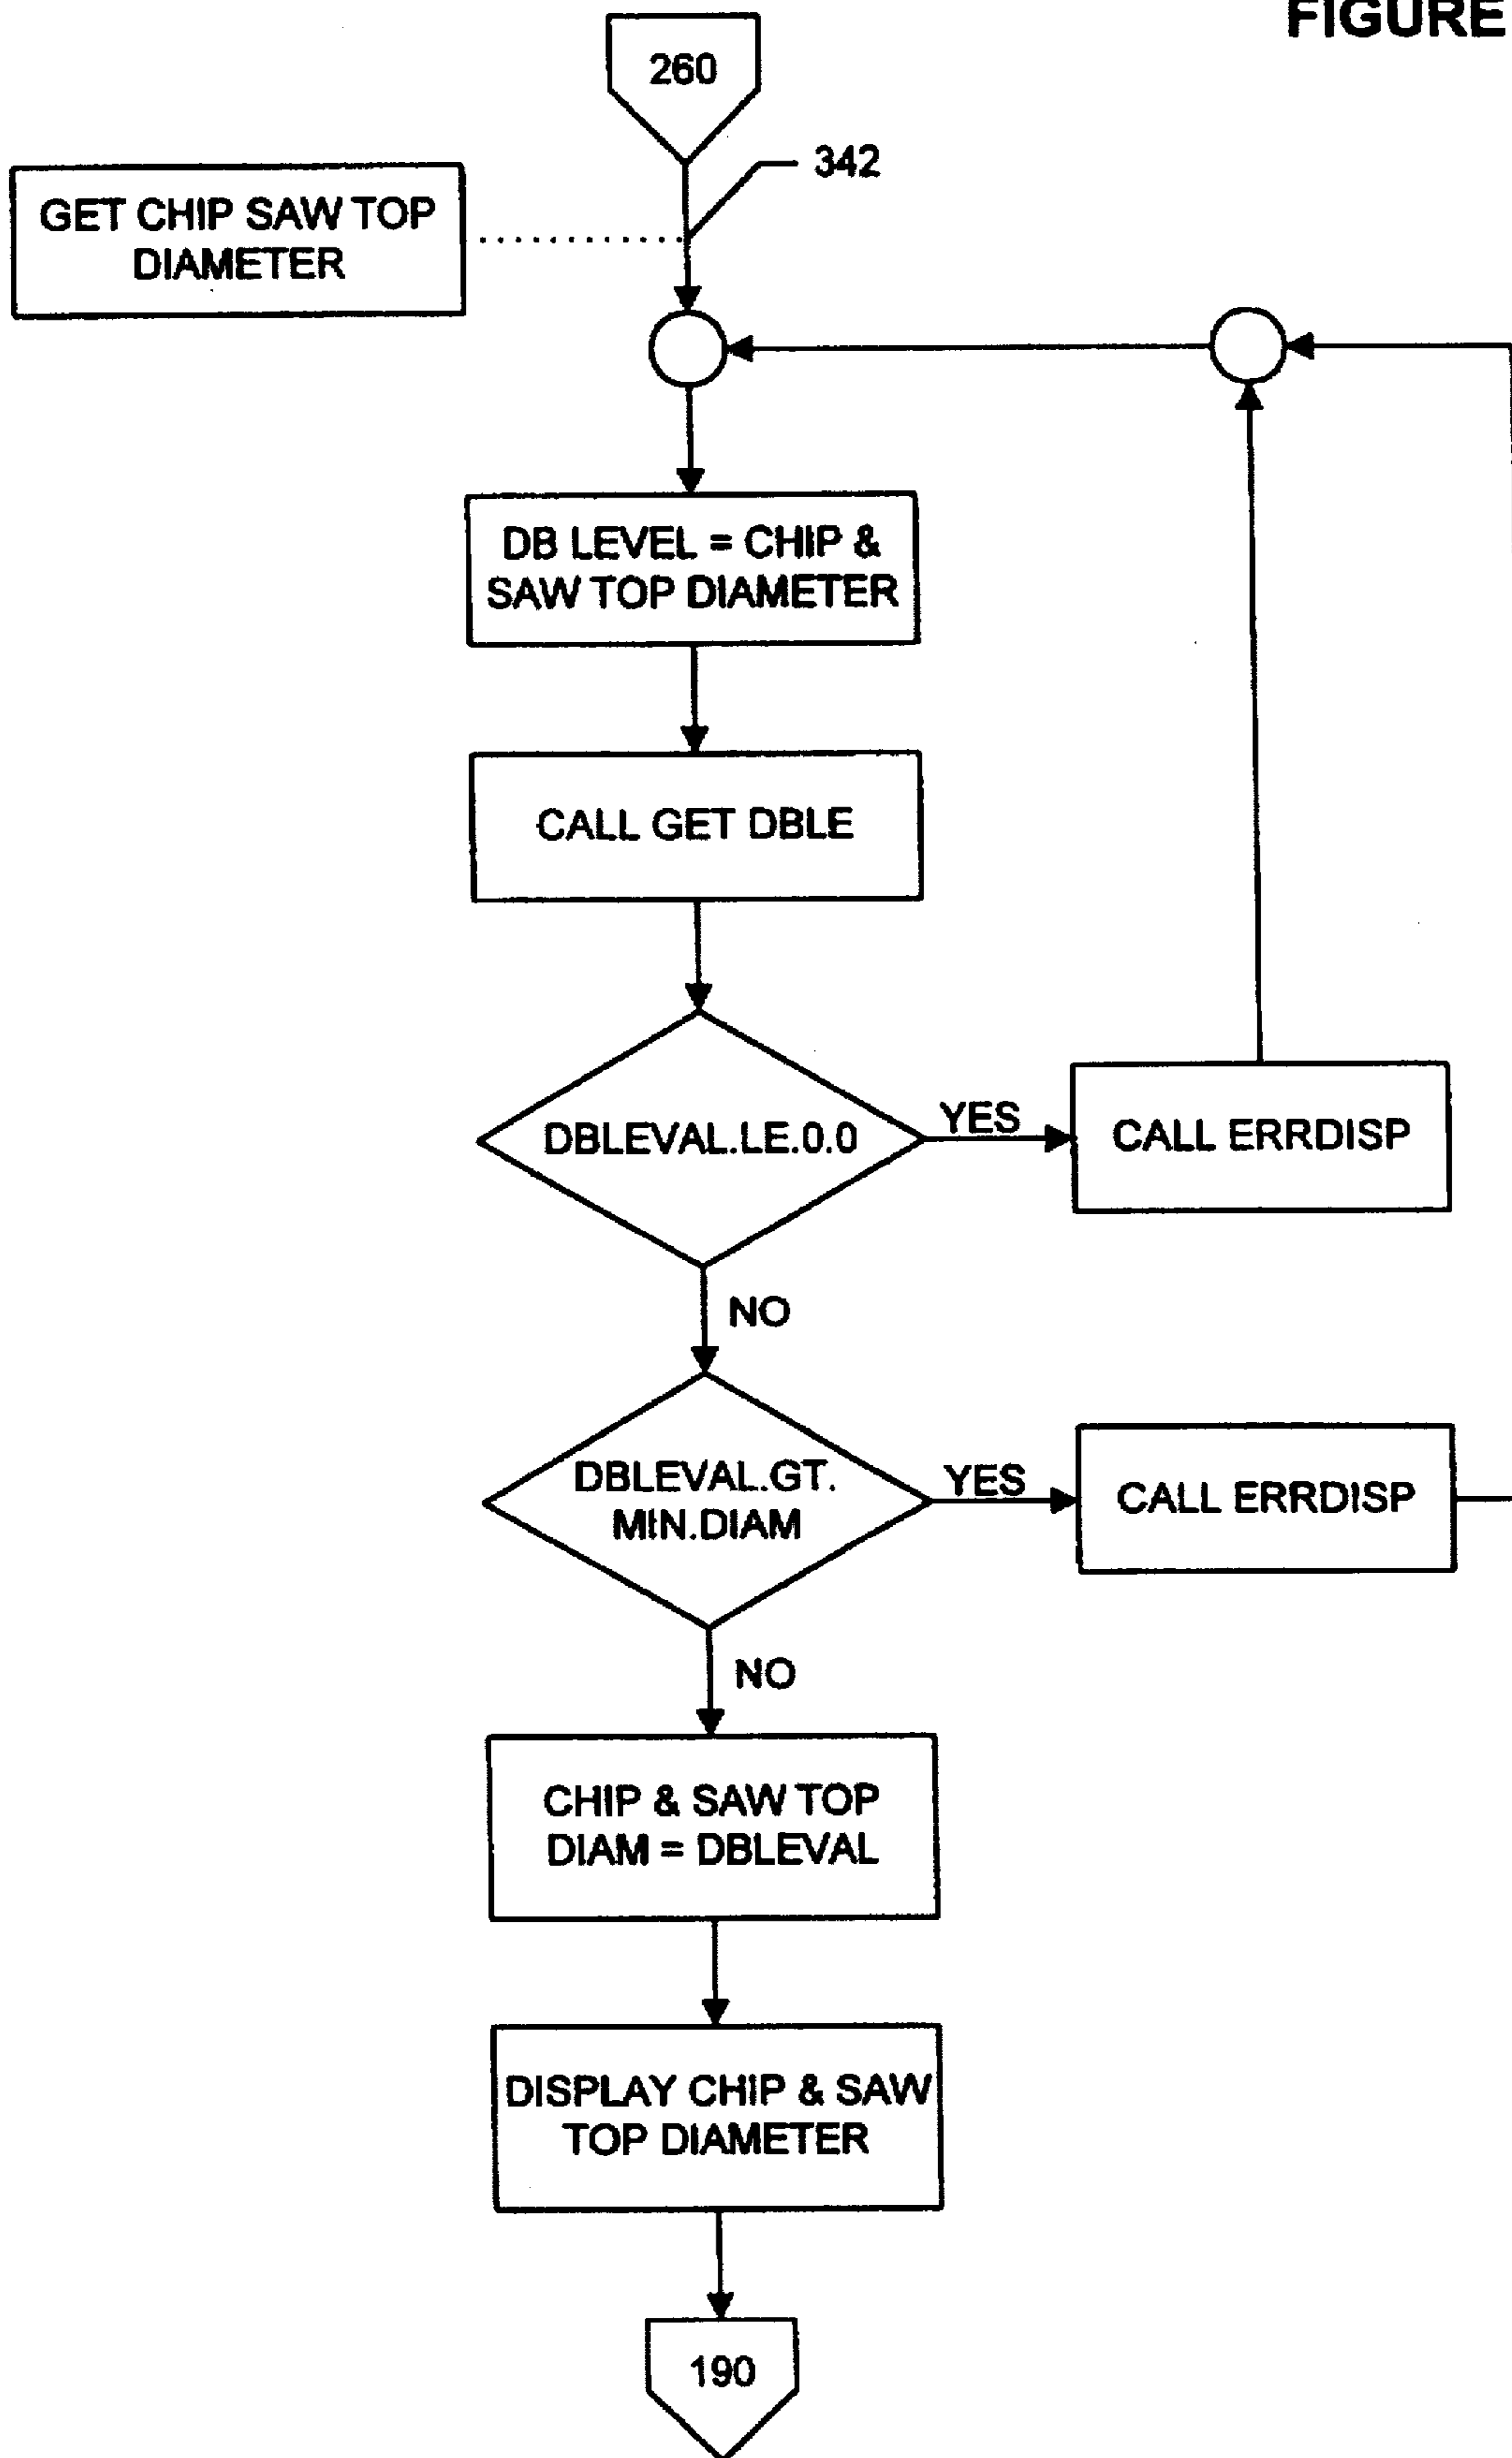 FIGURE
260
342
GET CHIP SAW TOP
DIAMETER
DB LEVEL = CHIP &
SAW TOP DIAMETER
CALL GET DBLE
DBLEVAL.LE.0.0
YES
CALL ERRDISP
NO
DBLEVAL.GT.
MIN.DIAM
YES
CALL ERRDISP
NO
CHIP & SAW TOP
DIAM = DBLEVAL
DISPLAY CHIP & SAW
TOP DIAMETER
190